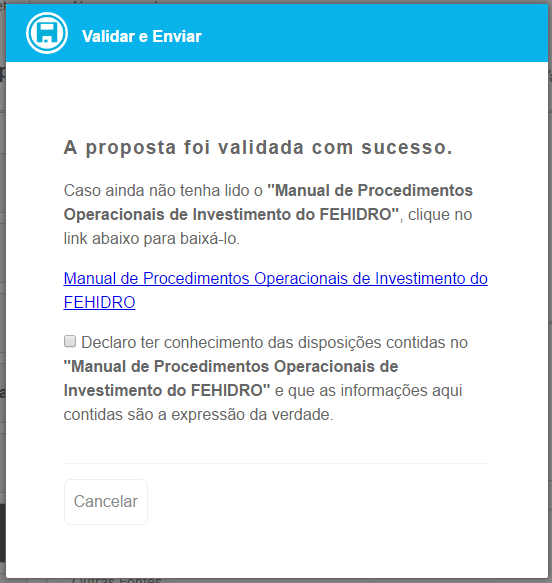 Validar e Enviar
A proposta foi validada com sucesso.
Caso ainda não tenha lido o "Manual de Procedimentos
Operacionais de Investimento do FEHIDRO", clique no
link abaixo para baixá-lo.
Manual de Procedimentos Operacionais de Investimento do
FEHIDRO
Declaro ter conhecimento das disposições contidas no
"Manual de Procedimentos Operacionais de
Investimento do FEHIDRO" e que as informações aqui
contidas são a expressão da verdade.
Cancelar
Outras Fontes